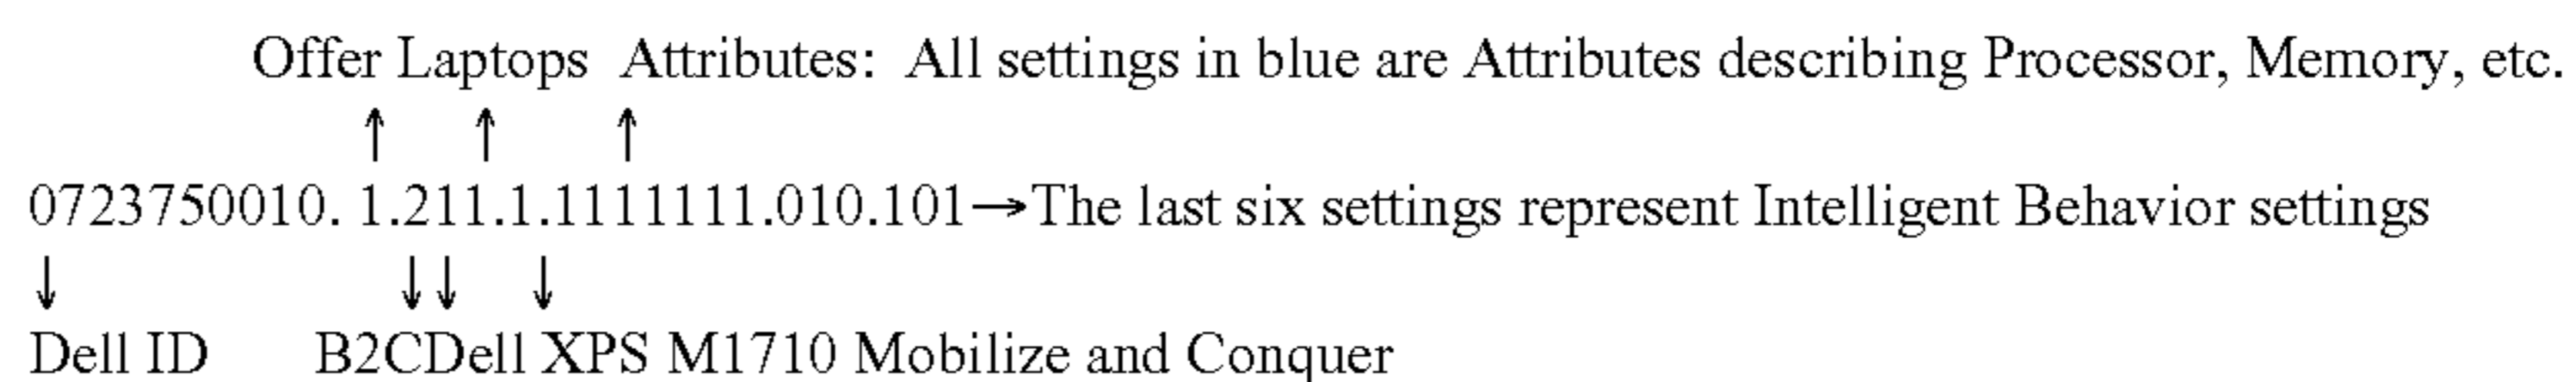 Offer Laptops Attributes: All settings in blue are Attributes describing Processor, Memory, etc.
↑ ↑ ↑
0723750010. 1.211.1.1111111.010.101→The last six settings represent Intelligent Behavior settings
↓ ↓↓ ↓
Dell ID B2CDell XPS M1710 Mobilize and Conquer